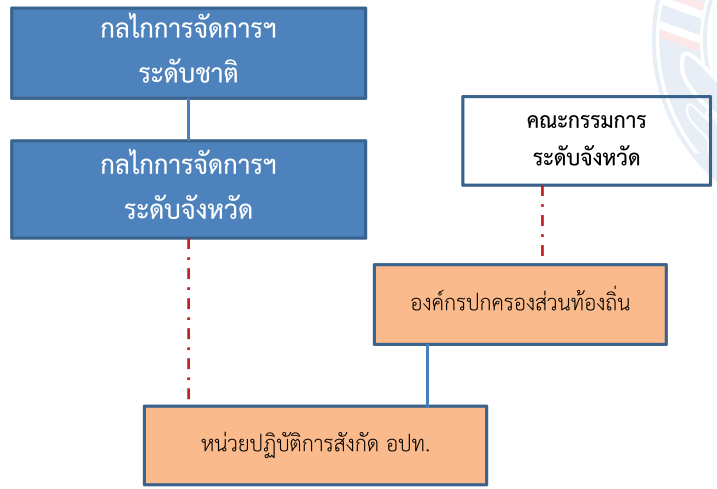 กลไกการจัดการฯ
ระดับชาติ
คณะกรรมการ
ระดับจังหวัด
กลไกการจัดการฯ
ระดับจังหวัด
องค์กรปกครองส่วนท้องถิ่น
หน่วยปฏิบัติการสังกัด อปท.